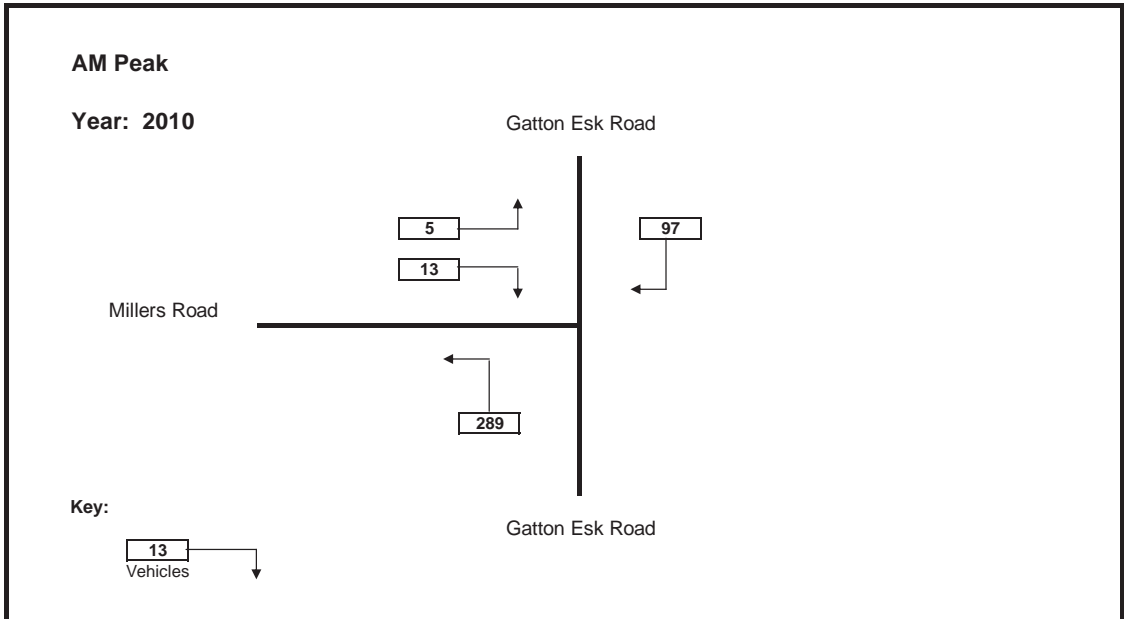 AM Peak
Year: 2010
Gatton Esk Road
5
97
13
Millers Road
289
Key:
Gatton Esk Road
13
Vehicles